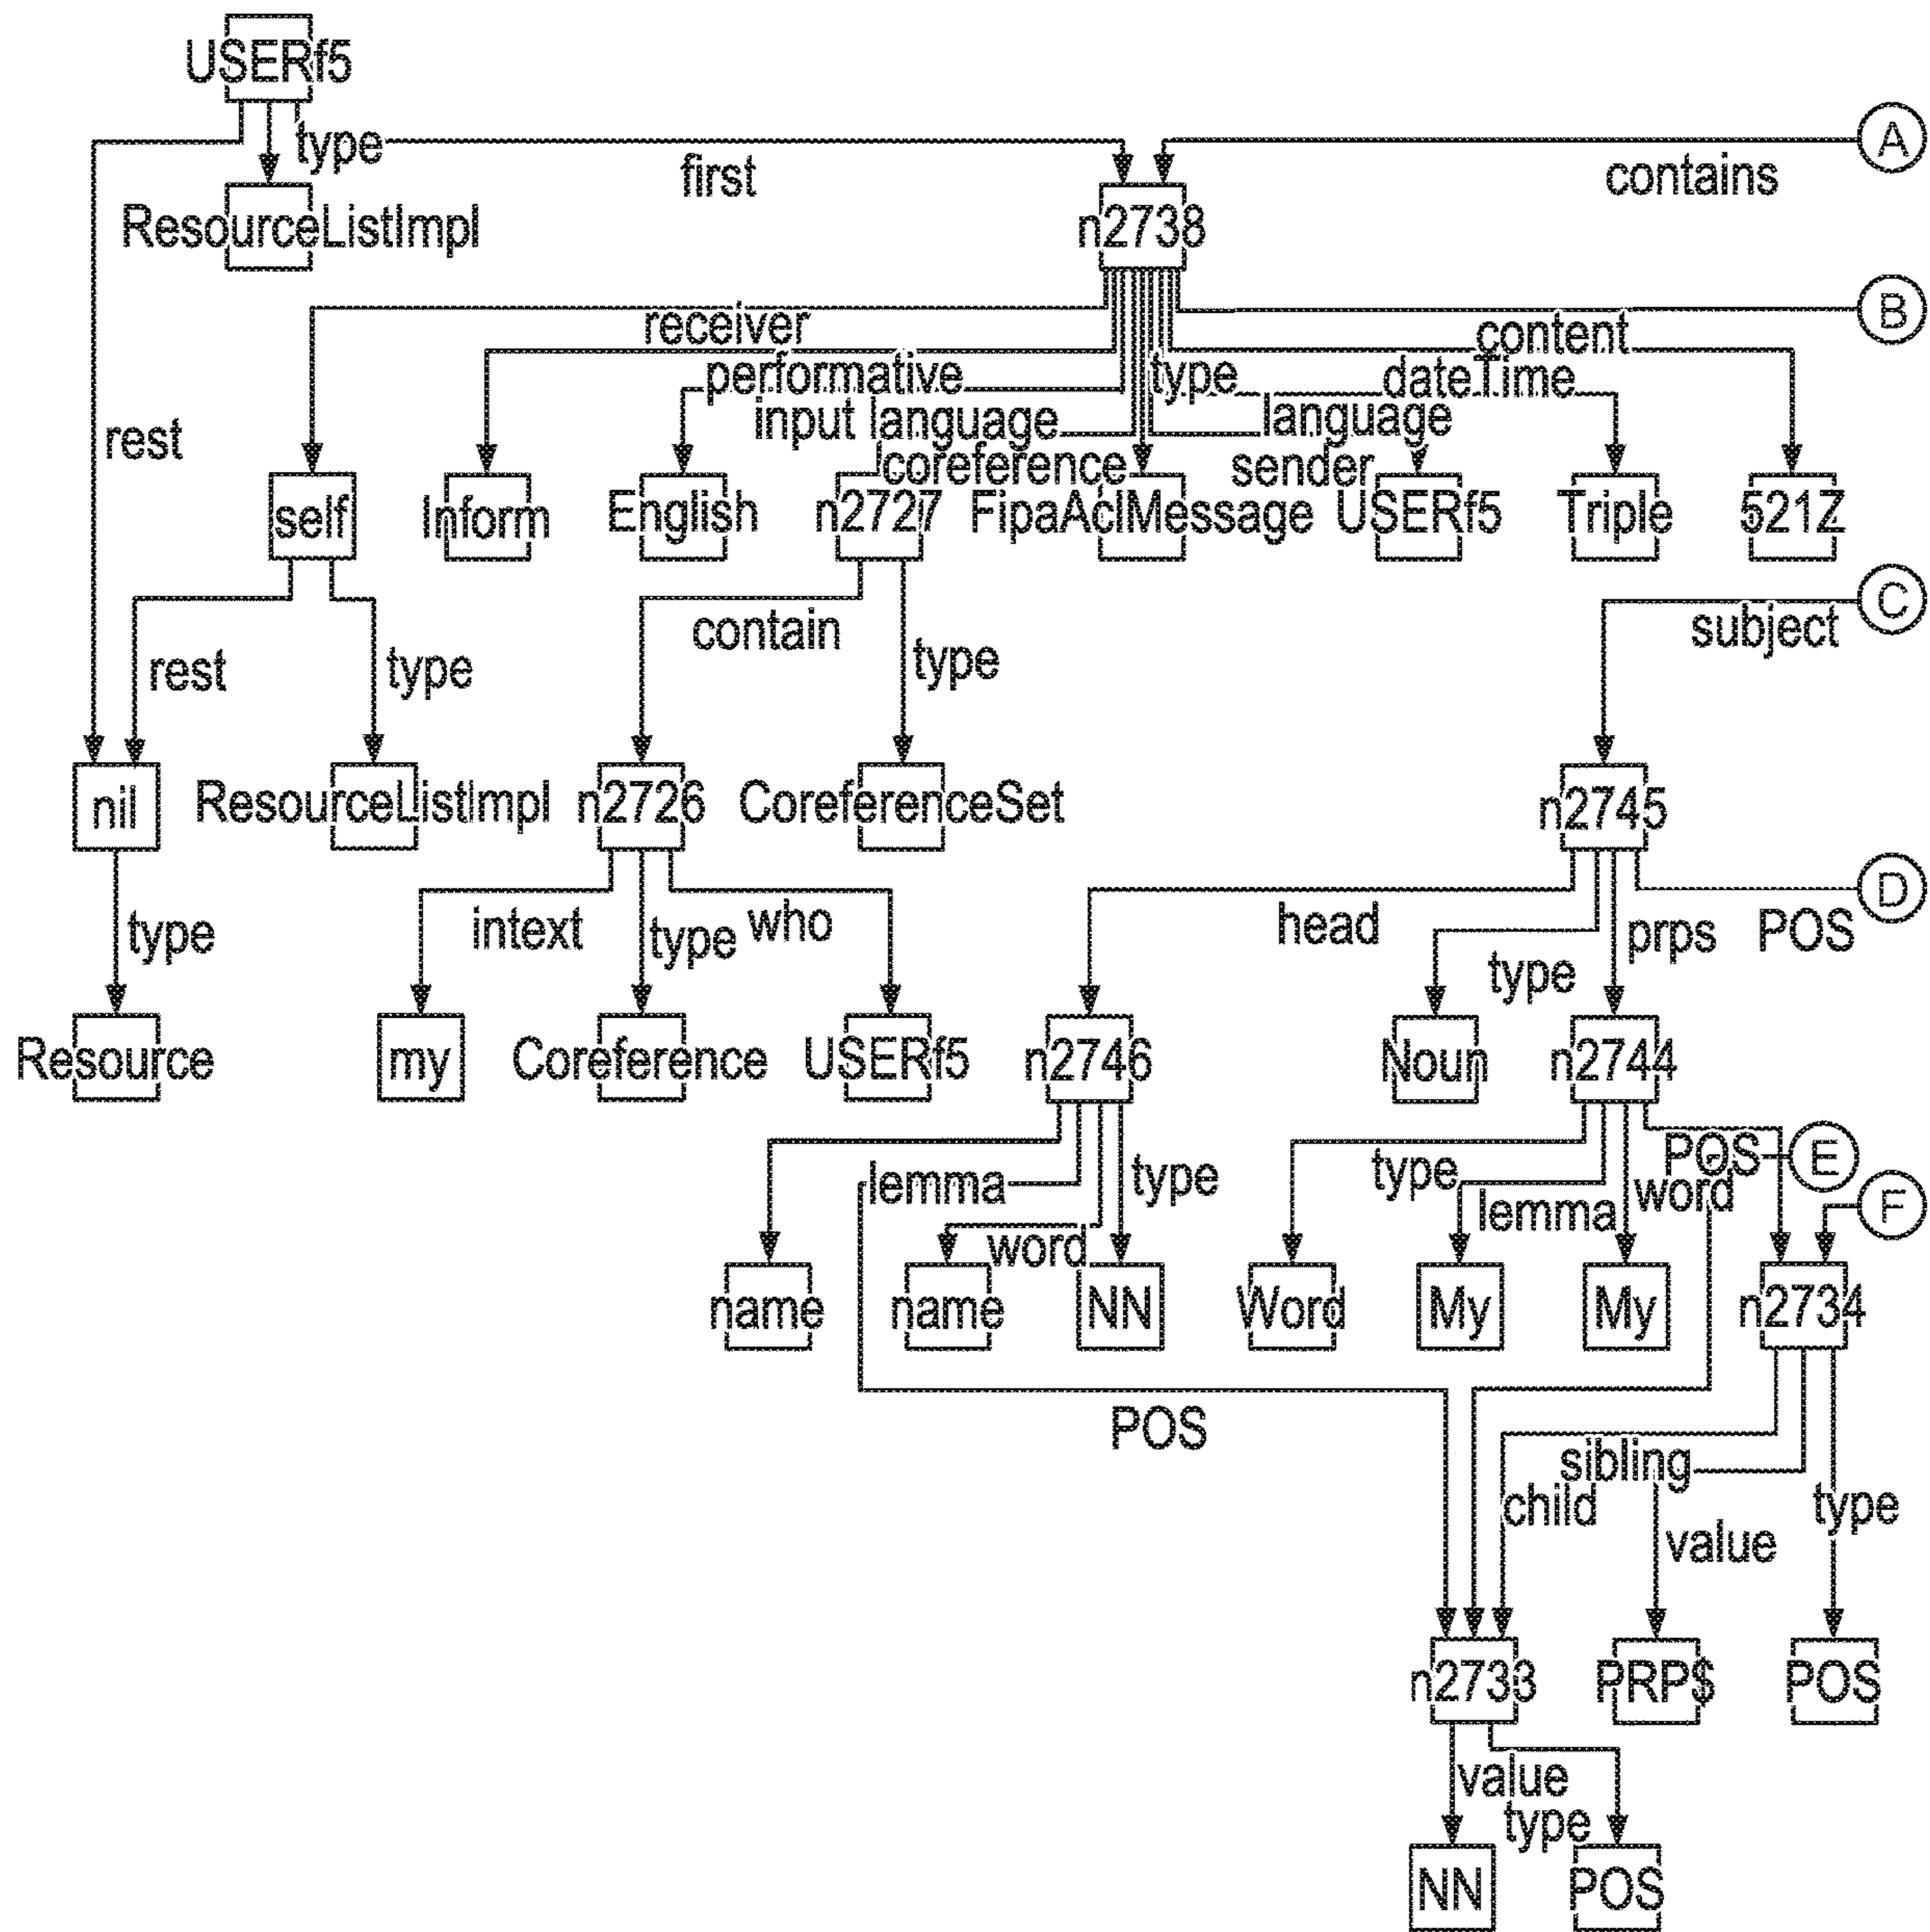 USERf5
type
first
A
contains
ResourceListImpl
n2738
B
receiver
content
performative
type
dateTime
input language
language
rest
coreference
sender
self
Inform
English
n2727
FipaAclMessage
USERf5
Triple
521Z
C
contain
subject
rest
type
type
nil
ResourceListImpl
n2726
CoreferenceSet
n2745
D
type
intext
type
who
head
type
prps
POS
Resource
my
Coreference
USERf5
n2746
Noun
n2744
lemma
type
type
POS
E
word
lemma
word
F
name
name
NN
Word
My
My
n2734
POS
sibling
child
value
type
n2733
PRP$
POS
value
type
NN
POS